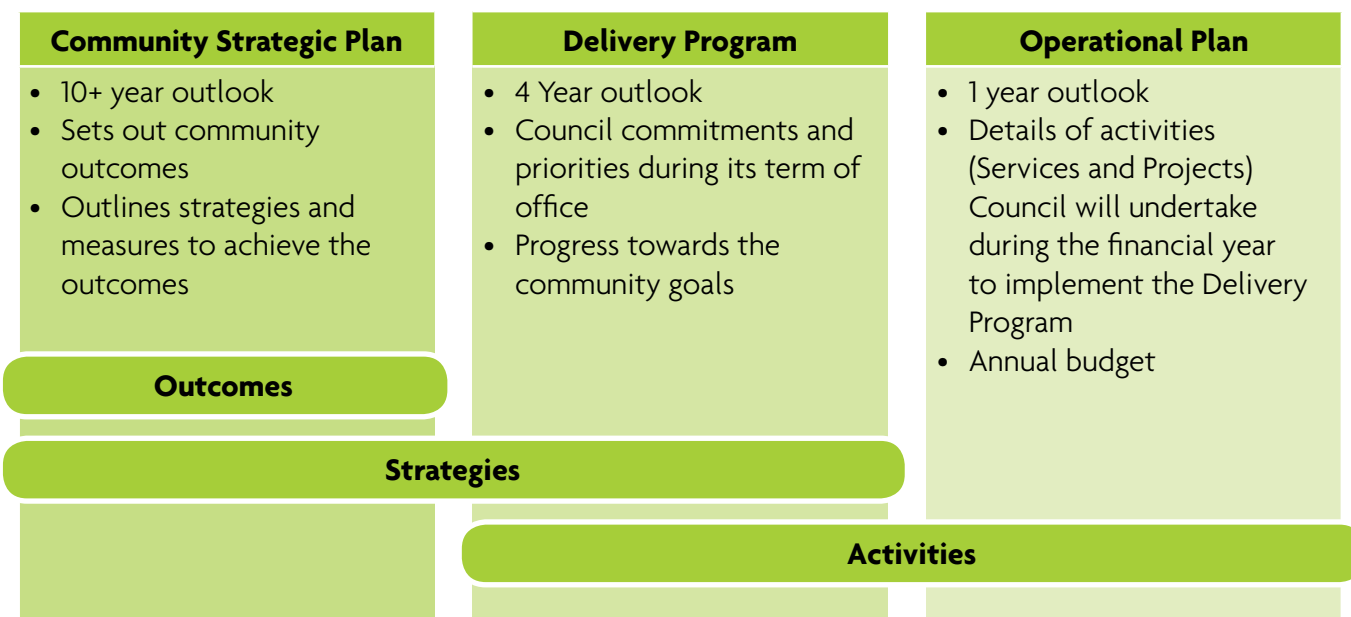 Community Strategic Plan
• 10+ year outlook
• Sets out community
outcomes
• Outlines strategies and
measures to achieve the
outcomes
Delivery Program
• 4 Year outlook
• Council commitments and
priorities during its term of
office
• Progress towards the
community goals
Operational Plan
• 1 year outlook
• Details of activities
(Services and Projects)
Council will undertake
during the financial year
to implement the Delivery
Program
• Annual budget
Outcomes
Strategies
Activities